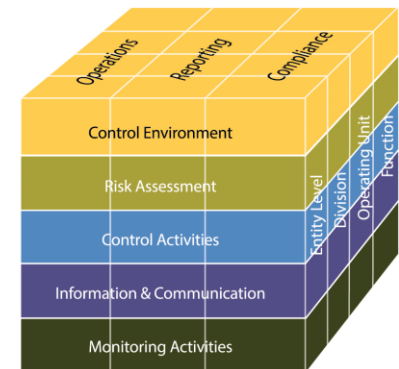 Operations
Reporting
Compliance
Control Environment
Risk Assessment
Control Activities
Information & Communication
Monitoring Activities
Entity Level
Division
Operating Unit
Function